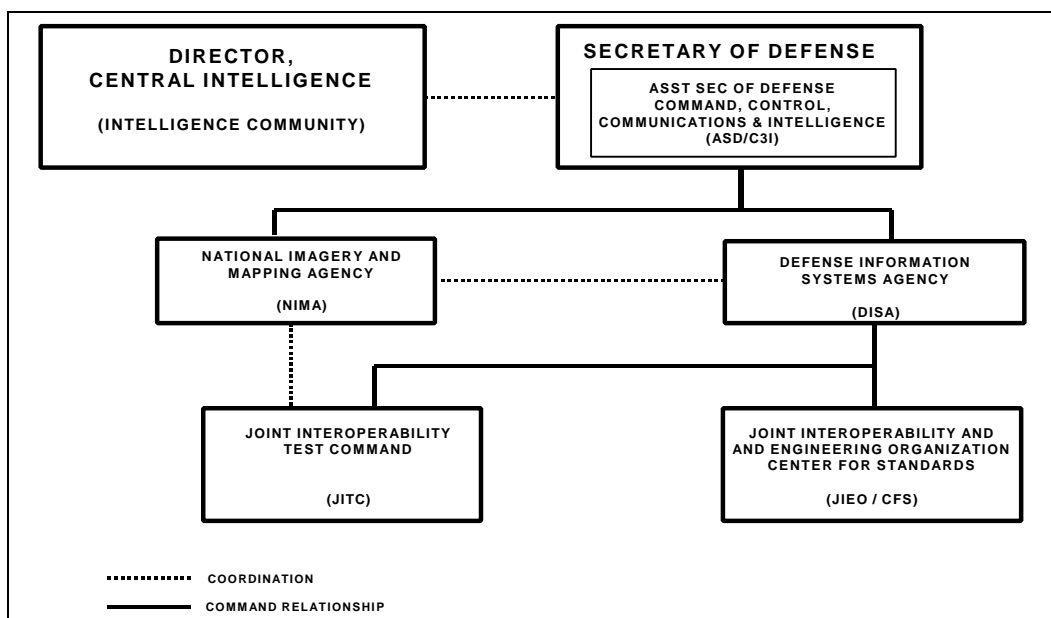 DIRECTOR,
CENTRAL INTELLIGENCE
(INTELLIGENCE COMMUNITY)
SECRETARY OF DEFENSE
ASST SEC OF DEFENSE
COMMAND, CONTROL,
COMMUNICATIONS & INTELLIGENCE
(ASD/C3I)
NATIONAL IMAGERY AND
MAPPING AGENCY
(NIMA)
DEFENSE INFORMATION
SYSTEMS AGENCY
(DISA)
JOINT INTEROPERABILITY
TEST COMMAND
(JITC)
JOINT INTEROPERABILITY AND
AND ENGINEERING ORGANIZATION
CENTER FOR STANDARDS
(JIEO / CFS)
COORDINATION
COMMAND RELATIONSHIP